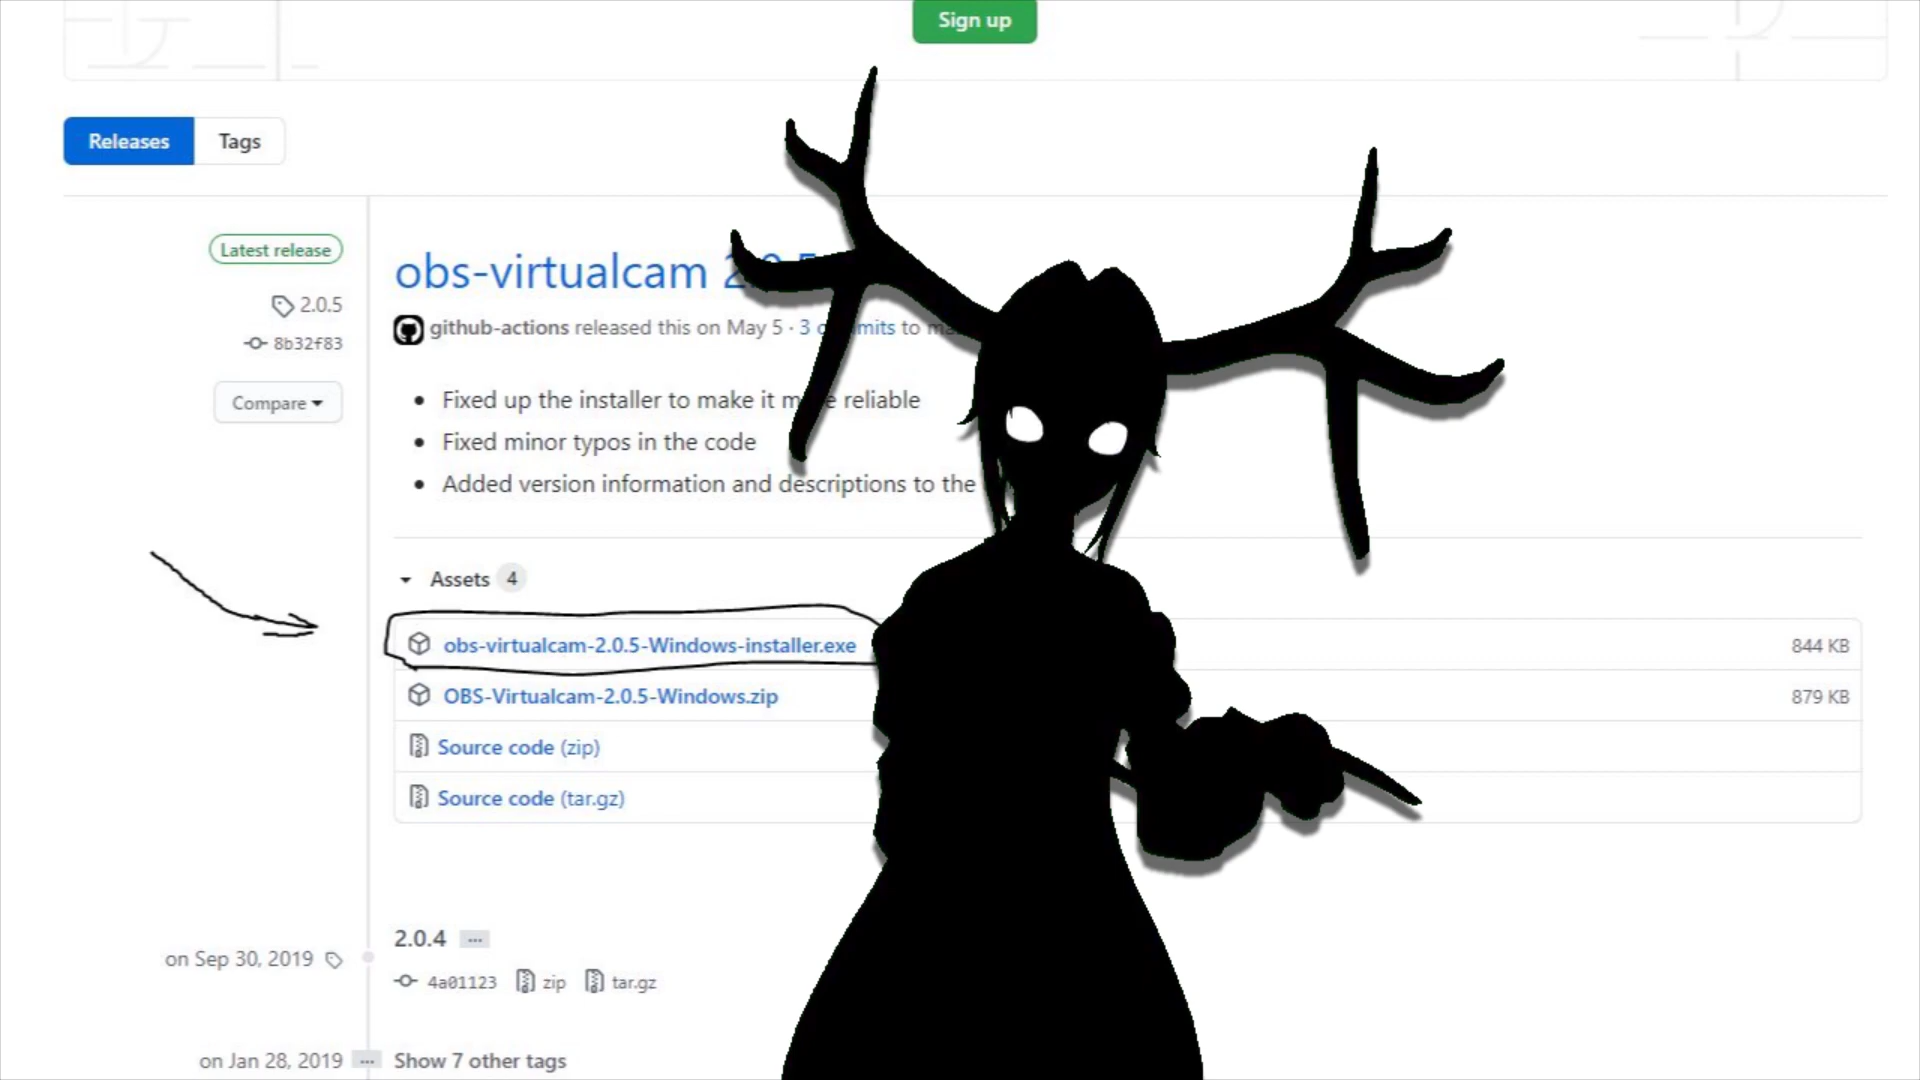 Sign up
Releases
Tags
Latest release
obs-virtualcam
2.0.5
github-actions released this on May 5 · 3 commits to
8b32f83
Compare
Fixed up the installer to make it reliable
Fixed minor typos in the code
Added version information and descriptions to the
Assets 4
obs-virtualcam-2.0.5-Windows-installer.exe
844 KB
OBS-Virtualcam-2.0.5-Windows.zip
879 KB
Source code (zip)
Source code (tar.gz)
2.0.4 ...
on Sep 30, 2019
4a01123 zip tar.gz
on Jan 28, 2019 ... Show 7 other tags